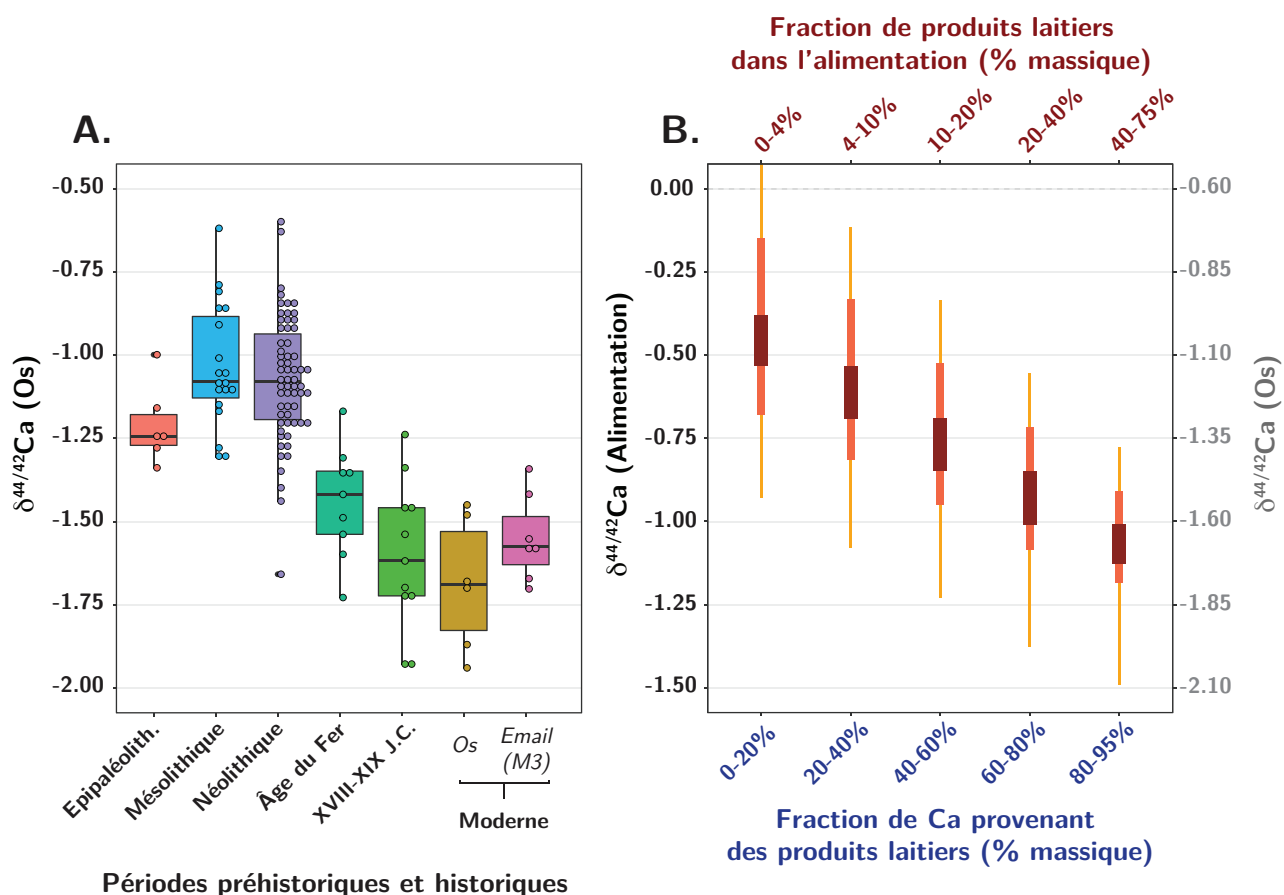 Fraction de produits laitiers
dans l'alimentation (% massique)
A.
B.
0-4%
4-10%
10-20%
20-40%
40-75%
δ44/42Ca (Os)
-0.50
-0.75
-1.00
-1.25
-1.50
-1.75
-2.00
Epipaléolith.
Mésolithique
Néolithique
Âge du Fer
XVIII-XIX J.C.
Os
Email
(M3)
Moderne
Périodes préhistoriques et historiques
δ44/42Ca (Alimentation)
0.00
-0.25
-0.50
-0.75
-1.00
-1.25
-1.50
-0.60
-0.85
-1.10
-1.35
-1.60
-1.85
-2.10
δ44/42Ca (Os)
0-20%
20-40%
40-60%
60-80%
80-95%
Fraction de Ca provenant
des produits laitiers (% massique)